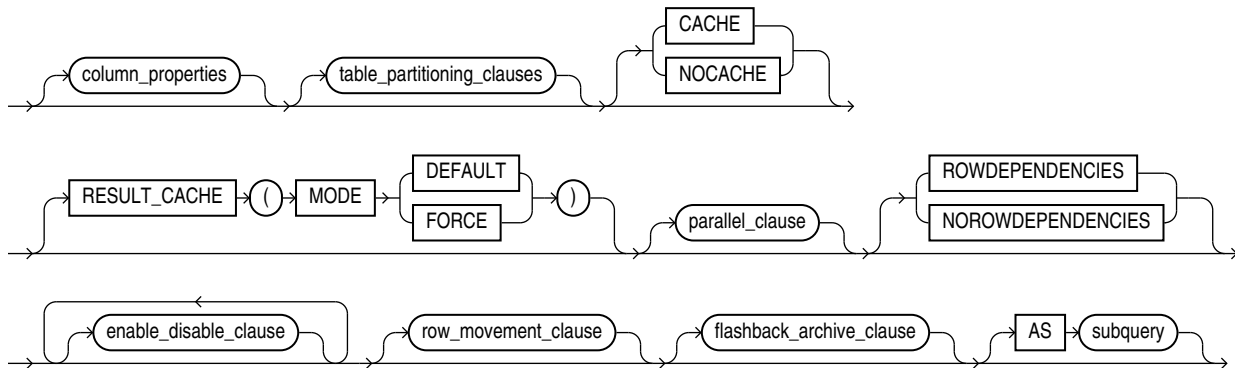 column_properties
table_partitioning_clauses
CACHE
NOCACHE
RESULT_CACHE ( MODE DEFAULT )
FORCE
parallel_clause
ROWDEPENDENCIES
NOROWDEPENDENCIES
enable_disable_clause
row_movement_clause
flashback_archive_clause
AS subquery